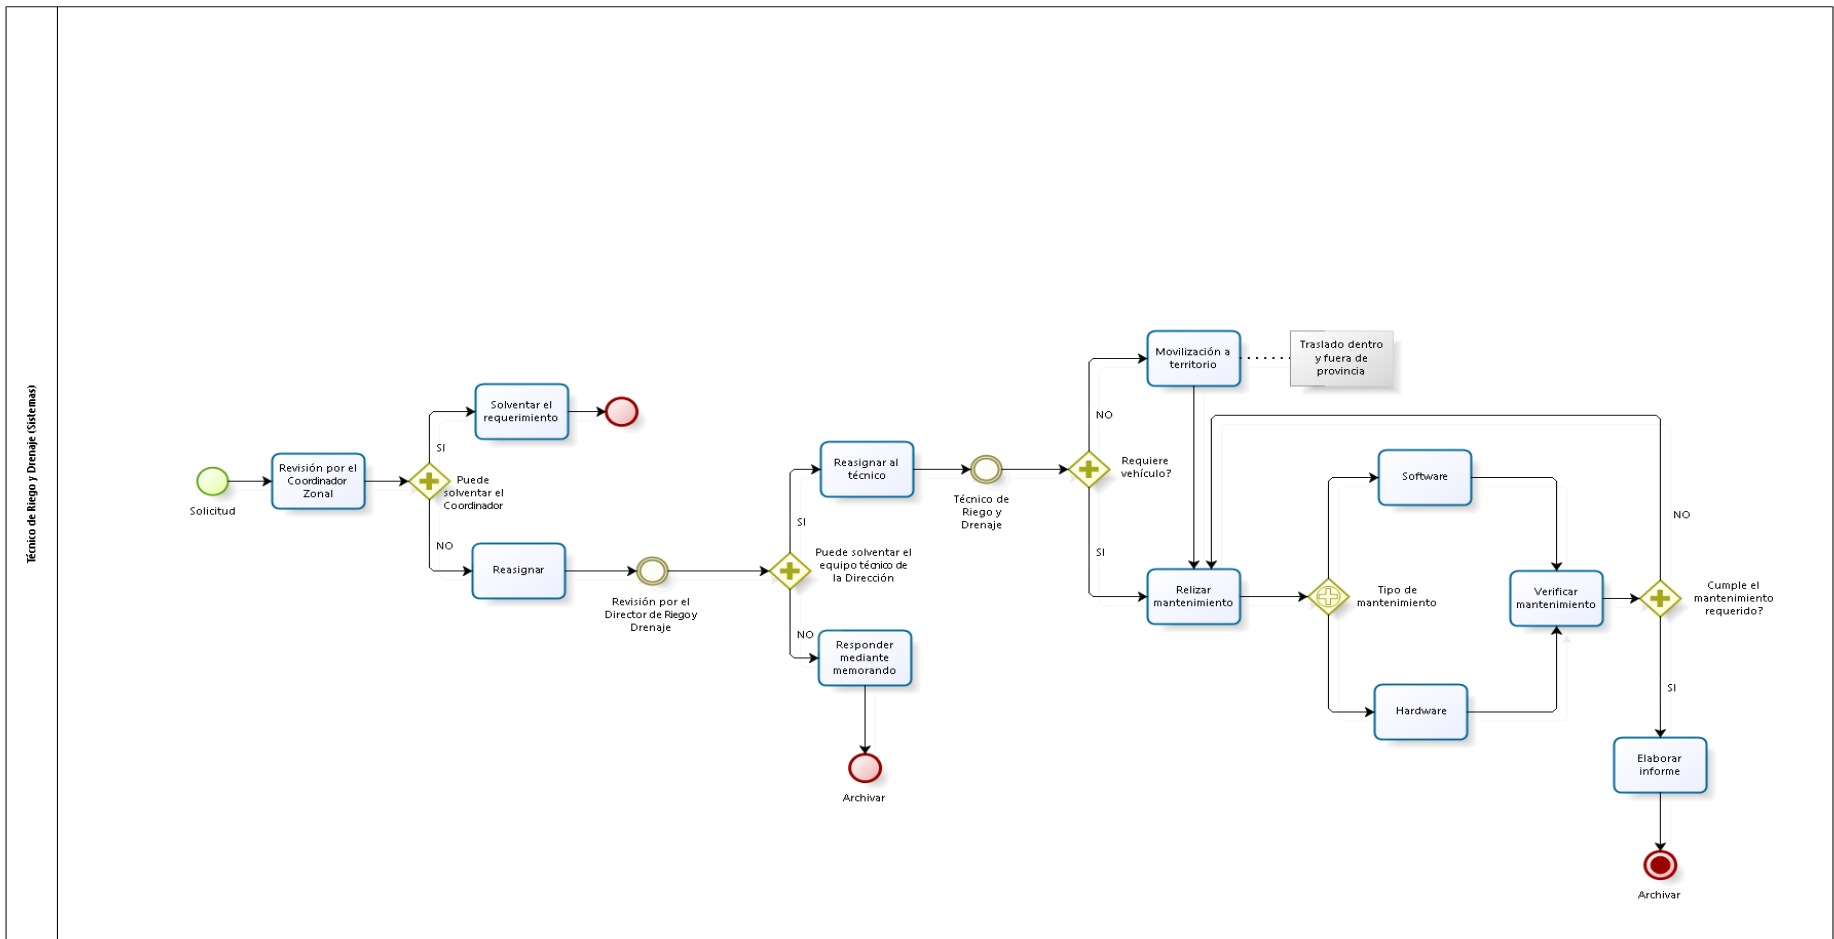 Técnico de Riego y Drenaje (Sistemas)
Solicitud
Revisión por el
Coordinador
Zonal
SI
Puede
solventar el
Coordinador
NO
Solventar el
requerimiento
Reasignar
Revisión por el
Director de Riego y
Drenaje
SI
Puede solventar el
equipo técnico de
la Dirección
NO
Reasignar al
técnico
Responder
mediante
memorando
Archivar
Técnico de
Riego y
Drenaje
NO
Requiere
vehículo?
SI
Movilización a
territorio
Traslado dentro
y fuera de
provincia
Relizar
mantenimiento
Tipo de
mantenimiento
Software
Hardware
Verificar
mantenimiento
NO
Cumple el
mantenimiento
requerido?
SI
Elaborar
informe
Archivar